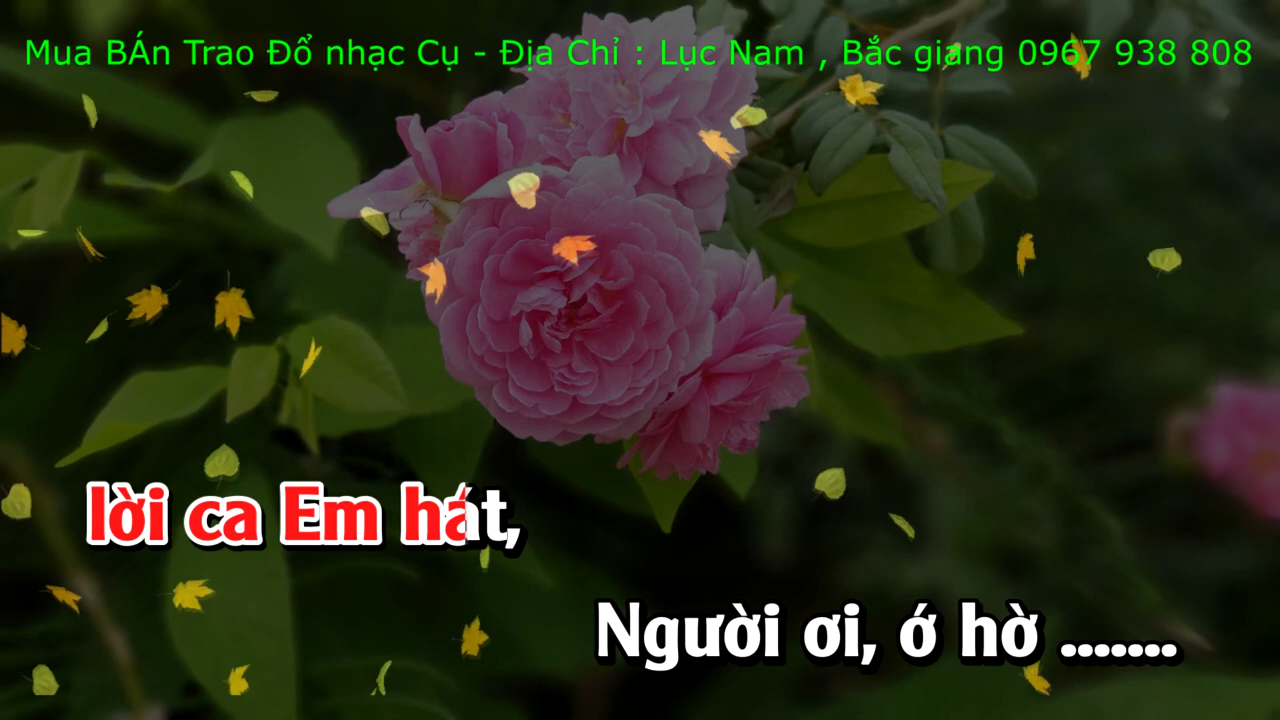 Mua BÁn Trao Đổ nhạc Cụ - Địa Chỉ : Lục Nam , Bắc giang 0967 938 808
lời ca Em hát,
Người ơi, ớ hờ .......